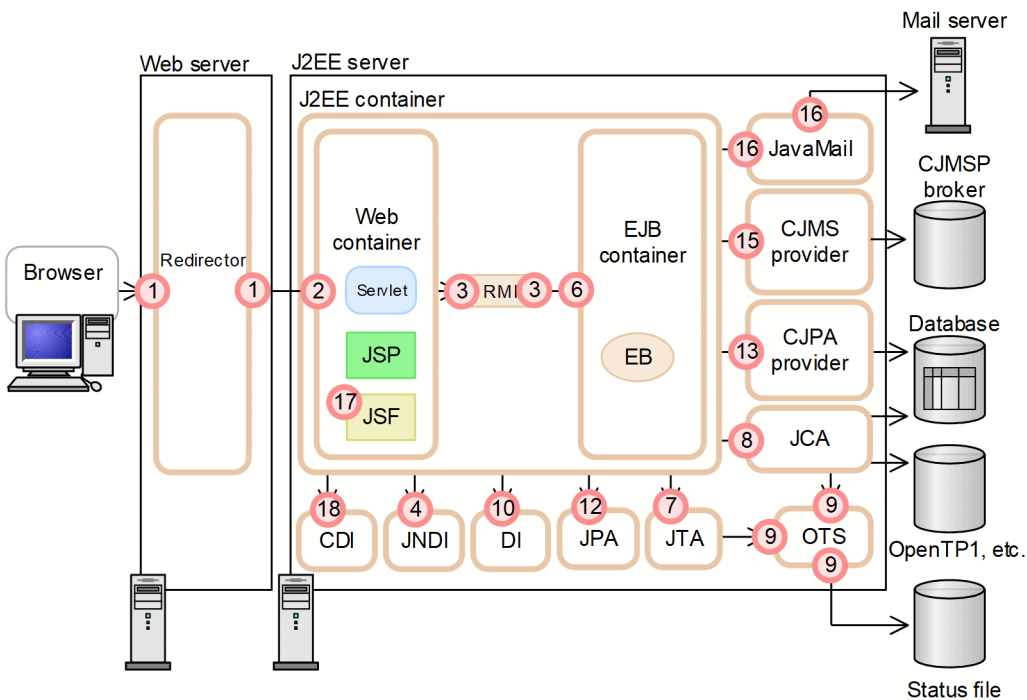 Mail server
Web server
J2EE server
J2EE container
16
16
JavaMail
CJMSP
broker
Web
container
EJB
container
15
CJMS
provider
Browser
Redirector
1
1
2
Servlet
3
RMI
3
6
Database
JSP
EB
13
CJPA
provider
17
JSF
8
JCA
18
4
10
12
7
9
CDI
JNDI
DI
JPA
JTA
9
OTS
9
OpenTP1, etc.
Status file